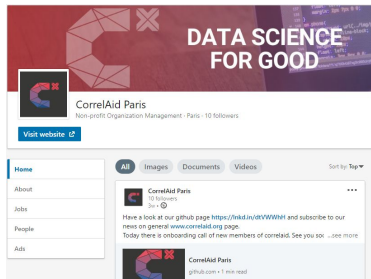 DATA SCIENCE
FOR GOOD
CorrelAid Paris
Non-profit Organization Management · Paris · 10 followers
Visit website
Home
About
Jobs
People
Ads
All Images Documents Videos
Sort by: Top
CorrelAid Paris
10 followers
3w •
Have a look at our github page https://lnkd.in/dtVWWhH and subscribe to our
news on general www.correlaid.org page.
Today there is onboarding call of new members of correlaid. See you soc ...see more
CorrelAid Paris
github.com • 1 min read